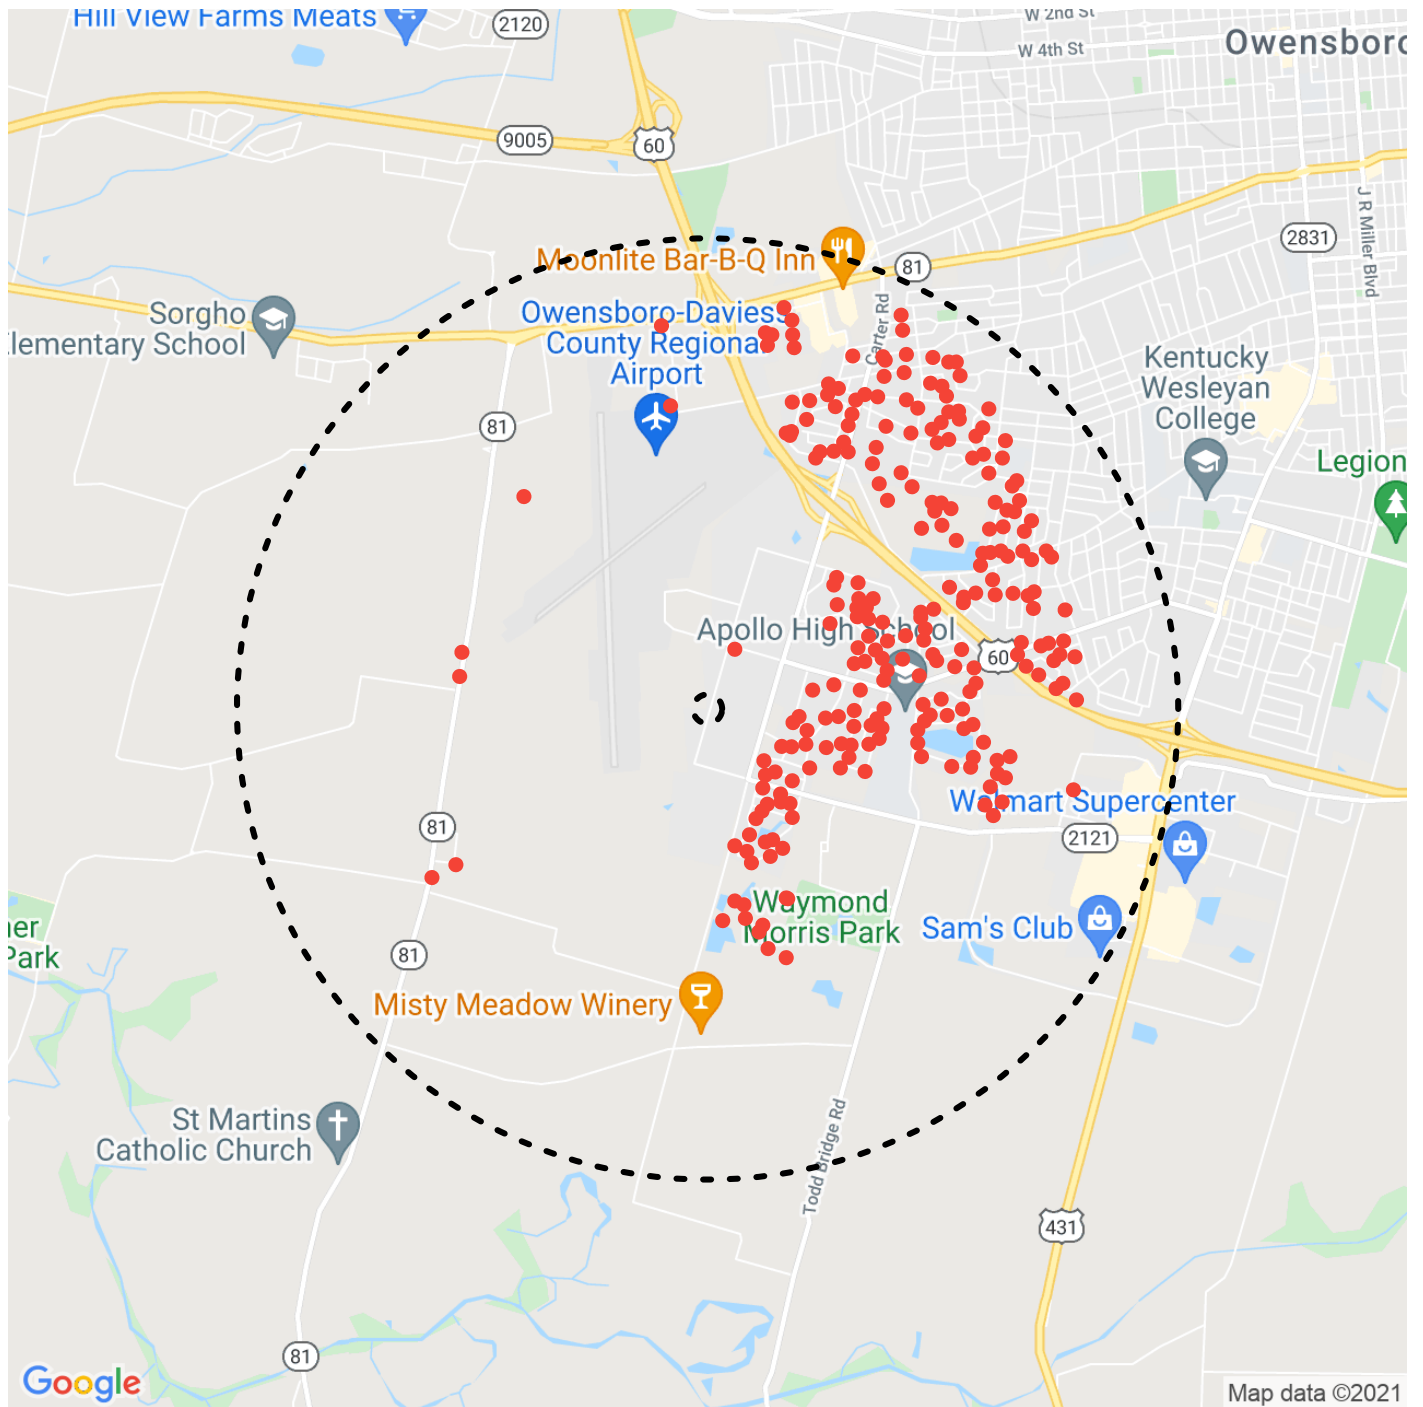 Hill View Farms Meats
2120
W 2nd St
W 4th St
Owensboro
9005
60
J R Miller Blvd
2831
Moonlite Bar-B-Q Inn
81
Sorgho
Elementary School
Owensboro-Daviess
County Regional
Airport
Carter Rd
Kentucky
Wesleyan
College
81
Legion
Apollo High School
60
Walmart Supercenter
81
2121
Waymond
Morris Park
Sam's Club
ner
Park
81
Misty Meadow Winery
St Martins
Catholic Church
Todd Bridge Rd
431
81
Google
Map data ©2021